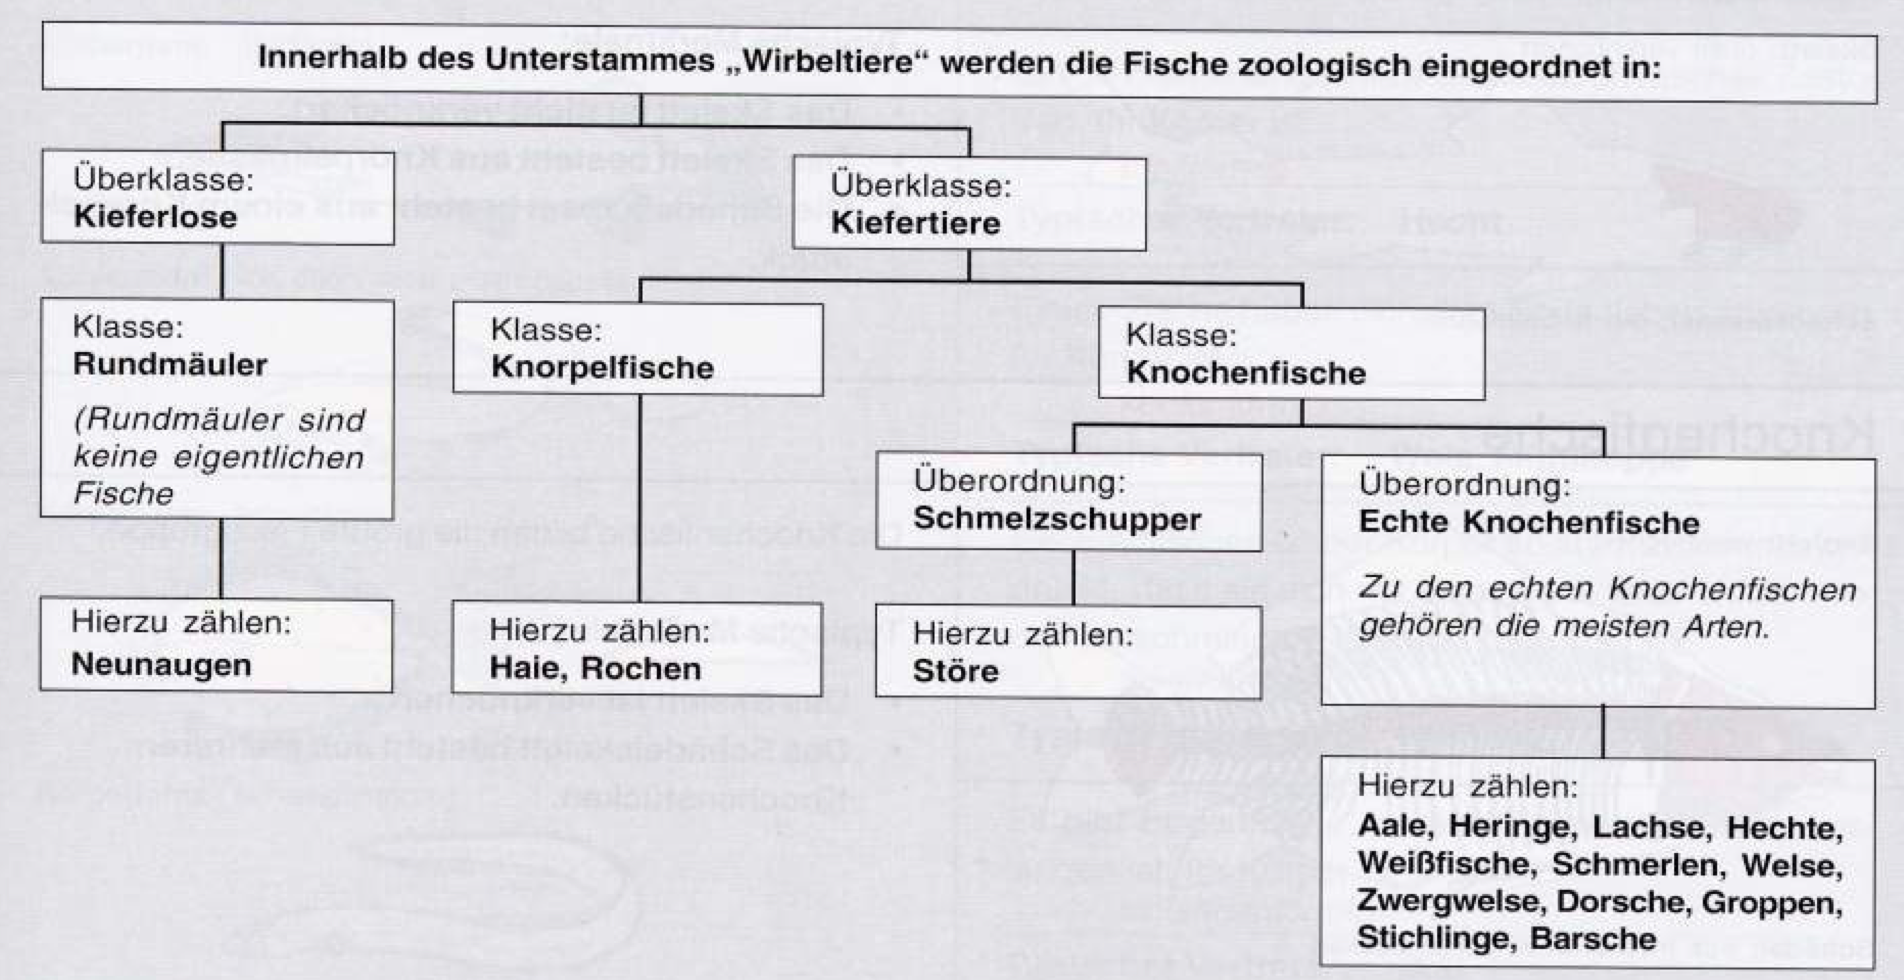 Innerhalb des Unterstammes „Wirbeltiere“ werden die Fische zoologisch eingeordnet in:
Überklasse:
Kieferlose
Überklasse:
Kiefertiere
Klasse:
Rundmäuler
(Rundmäuler sind
keine eigentlichen
Fische
Klasse:
Knorpelfische
Klasse:
Knochenfische
Überordnung:
Schmelzschupper
Überordnung:
Echte Knochenfische
Zu den echten Knochenfischen
gehören die meisten Arten.
Hierzu zählen:
Neunaugen
Hierzu zählen:
Haie, Rochen
Hierzu zählen:
Störe
Hierzu zählen:
Aale, Heringe, Lachse, Hechte,
Weißfische, Schmerlen, Welse,
Zwergwelse, Dorsche, Groppen,
Stichlinge, Barsche